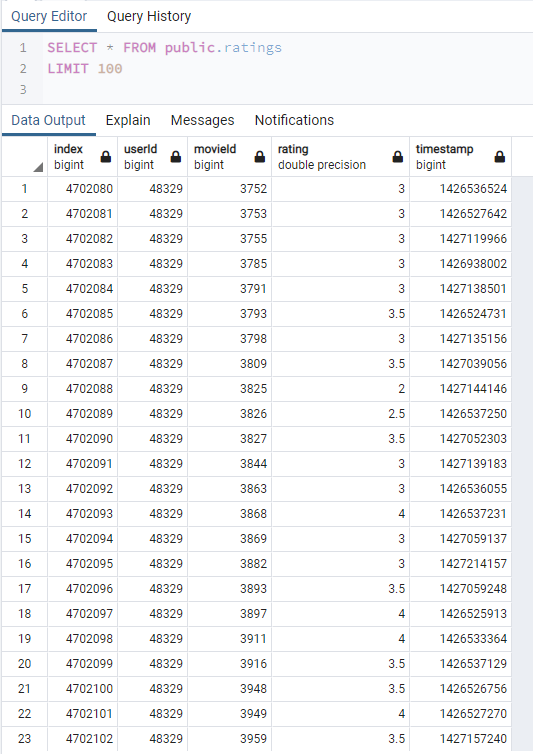 Query Editor Query History
1 SELECT * FROM public.ratings
2 LIMIT 100
3
Data Output Explain Messages Notifications
index userId movieId rating timestamp
bigint bigint bigint double precision bigint
1 4702080 48329 3752 3 1426536524
2 4702081 48329 3753 3 1426527642
3 4702082 48329 3755 3 1427119966
4 4702083 48329 3785 3 1426938002
5 4702084 48329 3791 3 1427138501
6 4702085 48329 3793 3.5 1426524731
7 4702086 48329 3798 3 1427135156
8 4702087 48329 3809 3.5 1427039056
9 4702088 48329 3825 2 1427144146
10 4702089 48329 3826 2.5 1426537250
11 4702090 48329 3827 3.5 1427052303
12 4702091 48329 3844 3 1427139183
13 4702092 48329 3863 3 1426536055
14 4702093 48329 3868 4 1426537231
15 4702094 48329 3869 3 1427059137
16 4702095 48329 3882 3 1427214157
17 4702096 48329 3893 3.5 1427059248
18 4702097 48329 3897 4 1426525913
19 4702098 48329 3911 4 1426533364
20 4702099 48329 3916 3.5 1426537129
21 4702100 48329 3948 3.5 1426526756
22 4702101 48329 3949 4 1426527270
23 4702102 48329 3959 3.5 1427157240